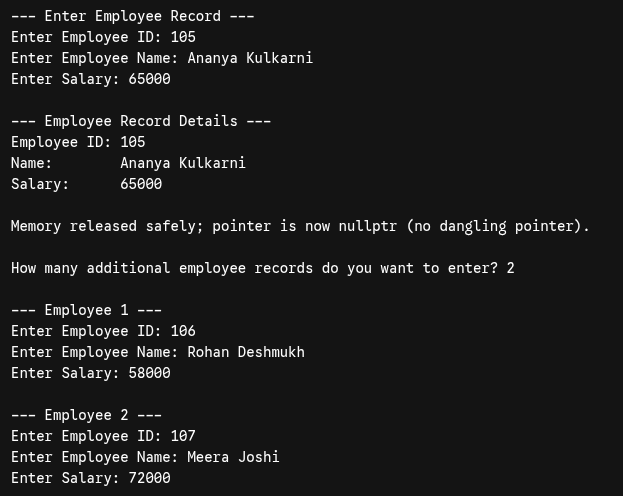 --- Enter Employee Record ---
Enter Employee ID: 105
Enter Employee Name: Ananya Kulkarni
Enter Salary: 65000

--- Employee Record Details ---
Employee ID: 105
Name:        Ananya Kulkarni
Salary:      65000

Memory released safely; pointer is now nullptr (no dangling pointer).

How many additional employee records do you want to enter? 2

--- Employee 1 ---
Enter Employee ID: 106
Enter Employee Name: Rohan Deshmukh
Enter Salary: 58000

--- Employee 2 ---
Enter Employee ID: 107
Enter Employee Name: Meera Joshi
Enter Salary: 72000